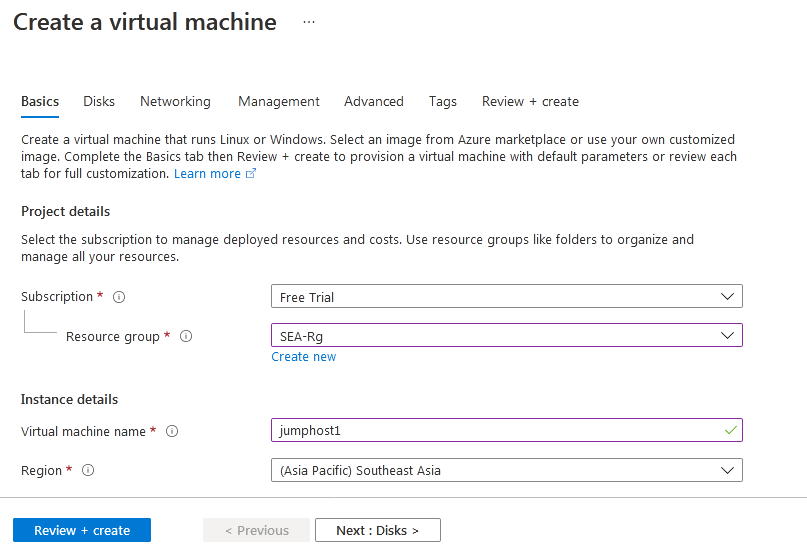 Create a virtual machine ...
Basics Disks Networking Management Advanced Tags Review + create
Create a virtual machine that runs Linux or Windows. Select an image from Azure marketplace or use your own customized
image. Complete the Basics tab then Review + create to provision a virtual machine with default parameters or review each
tab for full customization. Learn more
Project details
Select the subscription to manage deployed resources and costs. Use resource groups like folders to organize and
manage all your resources.
Subscription * Free Trial
Resource group * SEA-Rg
Create new
Instance details
Virtual machine name * jumphost1
Region * (Asia Pacific) Southeast Asia
Review + create < Previous Next : Disks >